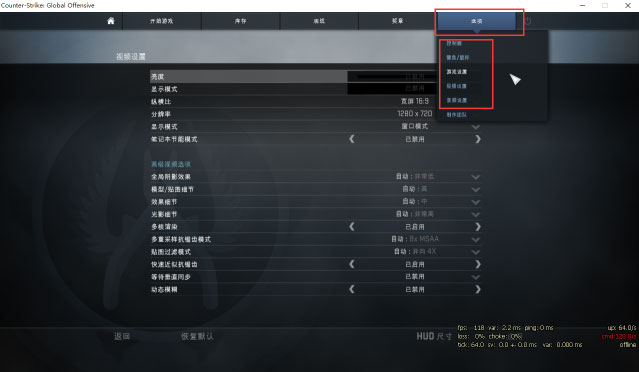 Counter-Strike: Global Offensive
开始游戏 库存 观看 奖章 选项
控制器
键盘/鼠标
游戏设置
视频设置
音频设置
制作团队
视频设置
亮度 已禁用
显示模式 已禁用
纵横比 宽屏 16:9
分辨率 1280 x 720
显示模式 窗口模式
笔记本节能模式 已禁用
高级视频选项
全局阴影效果 自动：非常低
模型/贴图细节 自动：高
效果细节 自动：中
光影细节 自动：非常高
多核渲染 已启用
多重采样抗锯齿模式 自动：8x MSAA
贴图过滤模式 自动：异向 4X
快速近似抗锯齿 已启用
等待垂直同步 已禁用
动态模糊 已禁用
返回 恢复默认 HUD 尺寸
fps: 118 var: 2.2 ms ping: 0 ms up: 64.0/s
loss: 0% choke: 0%
tick: 64.0 sv: 0.0 +- 0.0 ms var: 0.000 ms offline